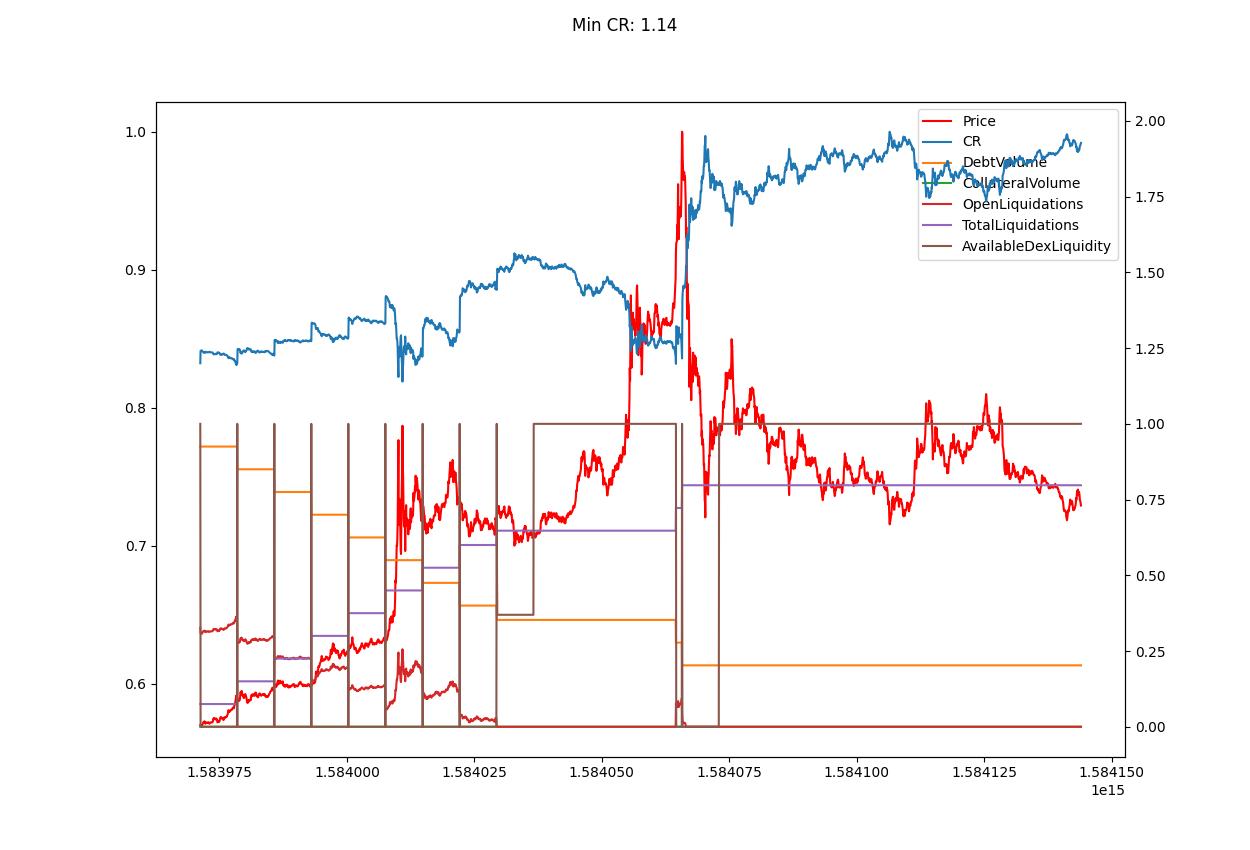 Min CR: 1.14
1.0
0.9
0.8
0.7
0.6
2.00
1.75
1.50
1.25
1.00
0.75
0.50
0.25
0.00
Price
CR
DebtVolume
CollateralVolume
OpenLiquidations
TotalLiquidations
AvailableDexLiquidity
1.583975 1.584000 1.584025 1.584050 1.584075 1.584100 1.584125 1.584150
1e15